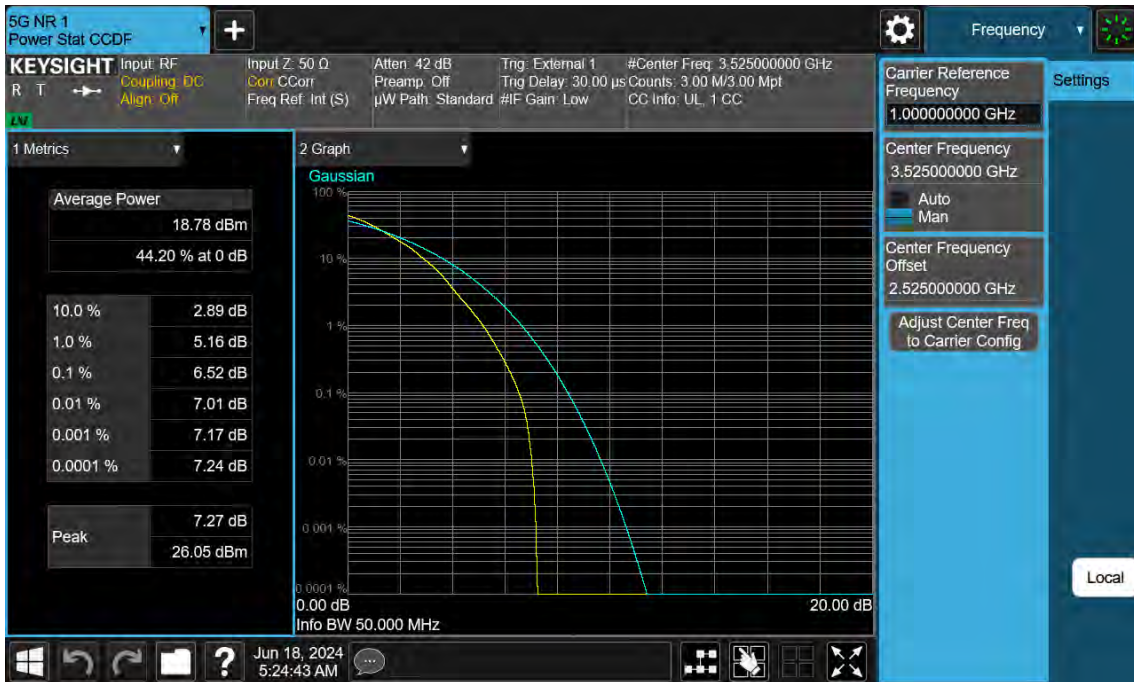 5G NR 1
Power Stat CCDF
Frequency
KEYSIGHT
R T
LNI
Input: RF
Coupling: DC
Align: Off
Input Z: 50 Ω
Corr CCorr
Freq Ref: Int (S)
Atten: 42 dB
Preamp: Off
µW Path: Standard
Trig: External 1
Trig Delay: 30.00 µs
#IF Gain: Low
#Center Freq: 3.525000000 GHz
Counts: 3.00 M/3.00 Mpt
CC Info: UL, 1 CC
1 Metrics
Average Power
18.78 dBm
44.20 % at 0 dB
10.0 % 2.89 dB
1.0 % 5.16 dB
0.1 % 6.52 dB
0.01 % 7.01 dB
0.001 % 7.17 dB
0.0001 % 7.24 dB
Peak
7.27 dB
26.05 dBm
2 Graph
Gaussian
100 %
10 %
1 %
0.1 %
0.01 %
0.001 %
0.0001 %
0.00 dB 20.00 dB
Info BW 50.000 MHz
Carrier Reference
Frequency
1.000000000 GHz
Center Frequency
3.525000000 GHz
Auto
Man
Center Frequency
Offset
2.525000000 GHz
Adjust Center Freq
to Carrier Config
Settings
Local
?
Jun 18, 2024
5:24:43 AM